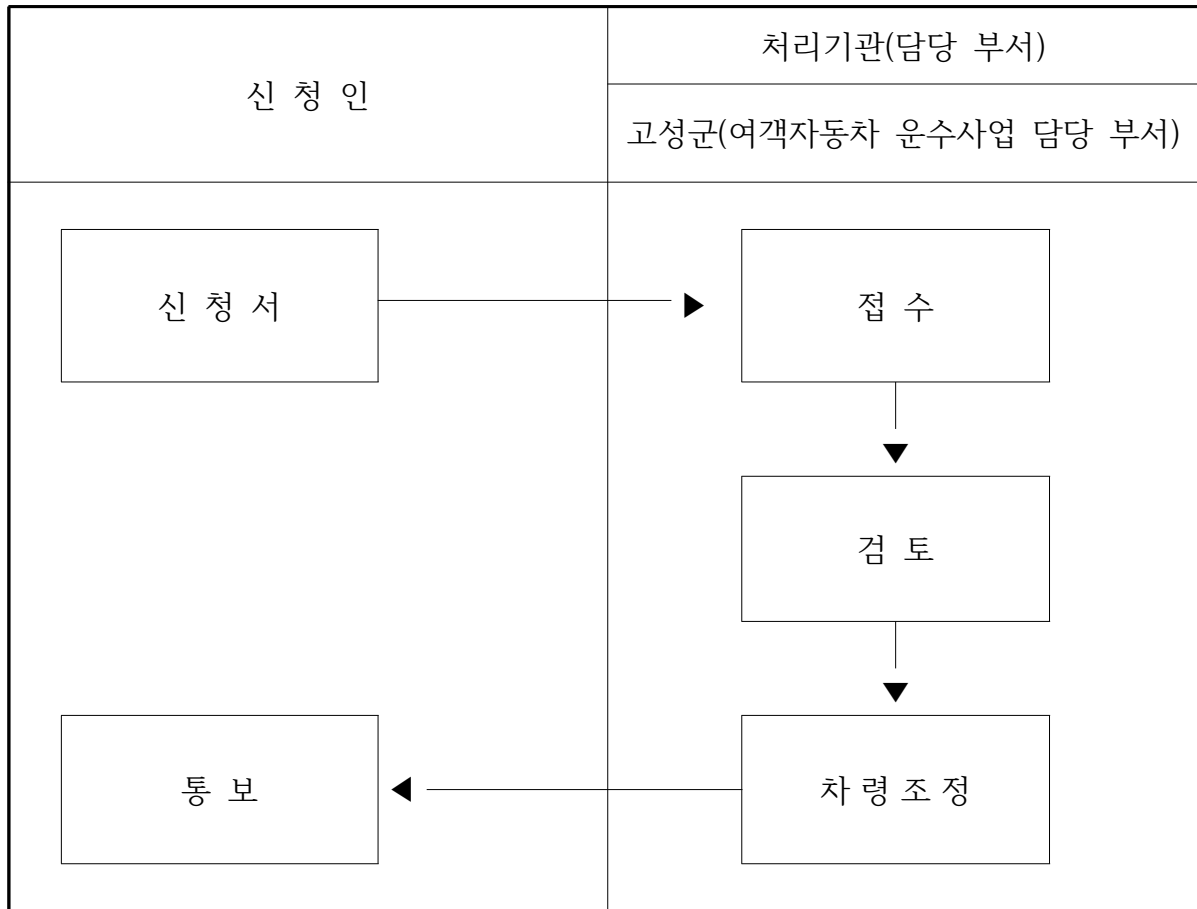 신 청 인
처리기관(담당 부서)
고성군(여객자동차 운수사업 담당 부서)
신 청 서
접 수
검 토
통 보
차 령 조 정